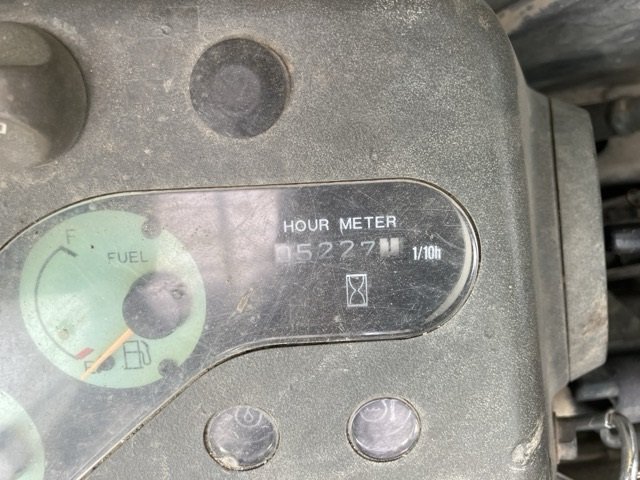 HOUR METER
05227
1/10h
F
FUEL
E